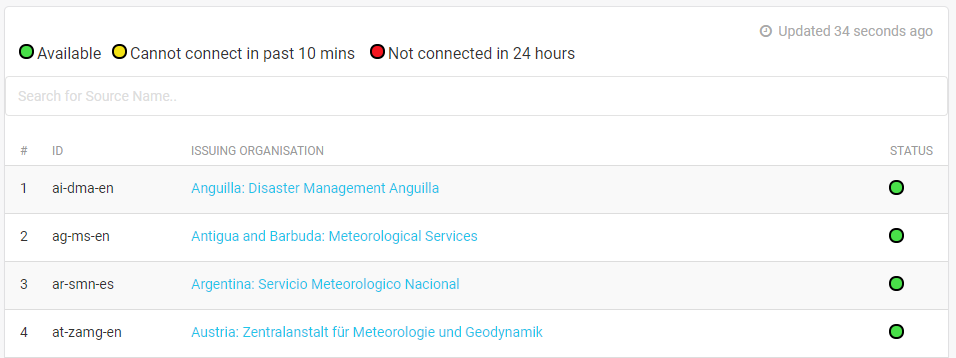 Updated 34 seconds ago
Available Cannot connect in past 10 mins Not connected in 24 hours
Search for Source Name..
# ID ISSUING ORGANISATION STATUS
1 ai-dma-en Anguilla: Disaster Management Anguilla
2 ag-ms-en Antigua and Barbuda: Meteorological Services
3 ar-smn-es Argentina: Servicio Meteorologico Nacional
4 at-zamg-en Austria: Zentralanstalt für Meteorologie und Geodynamik